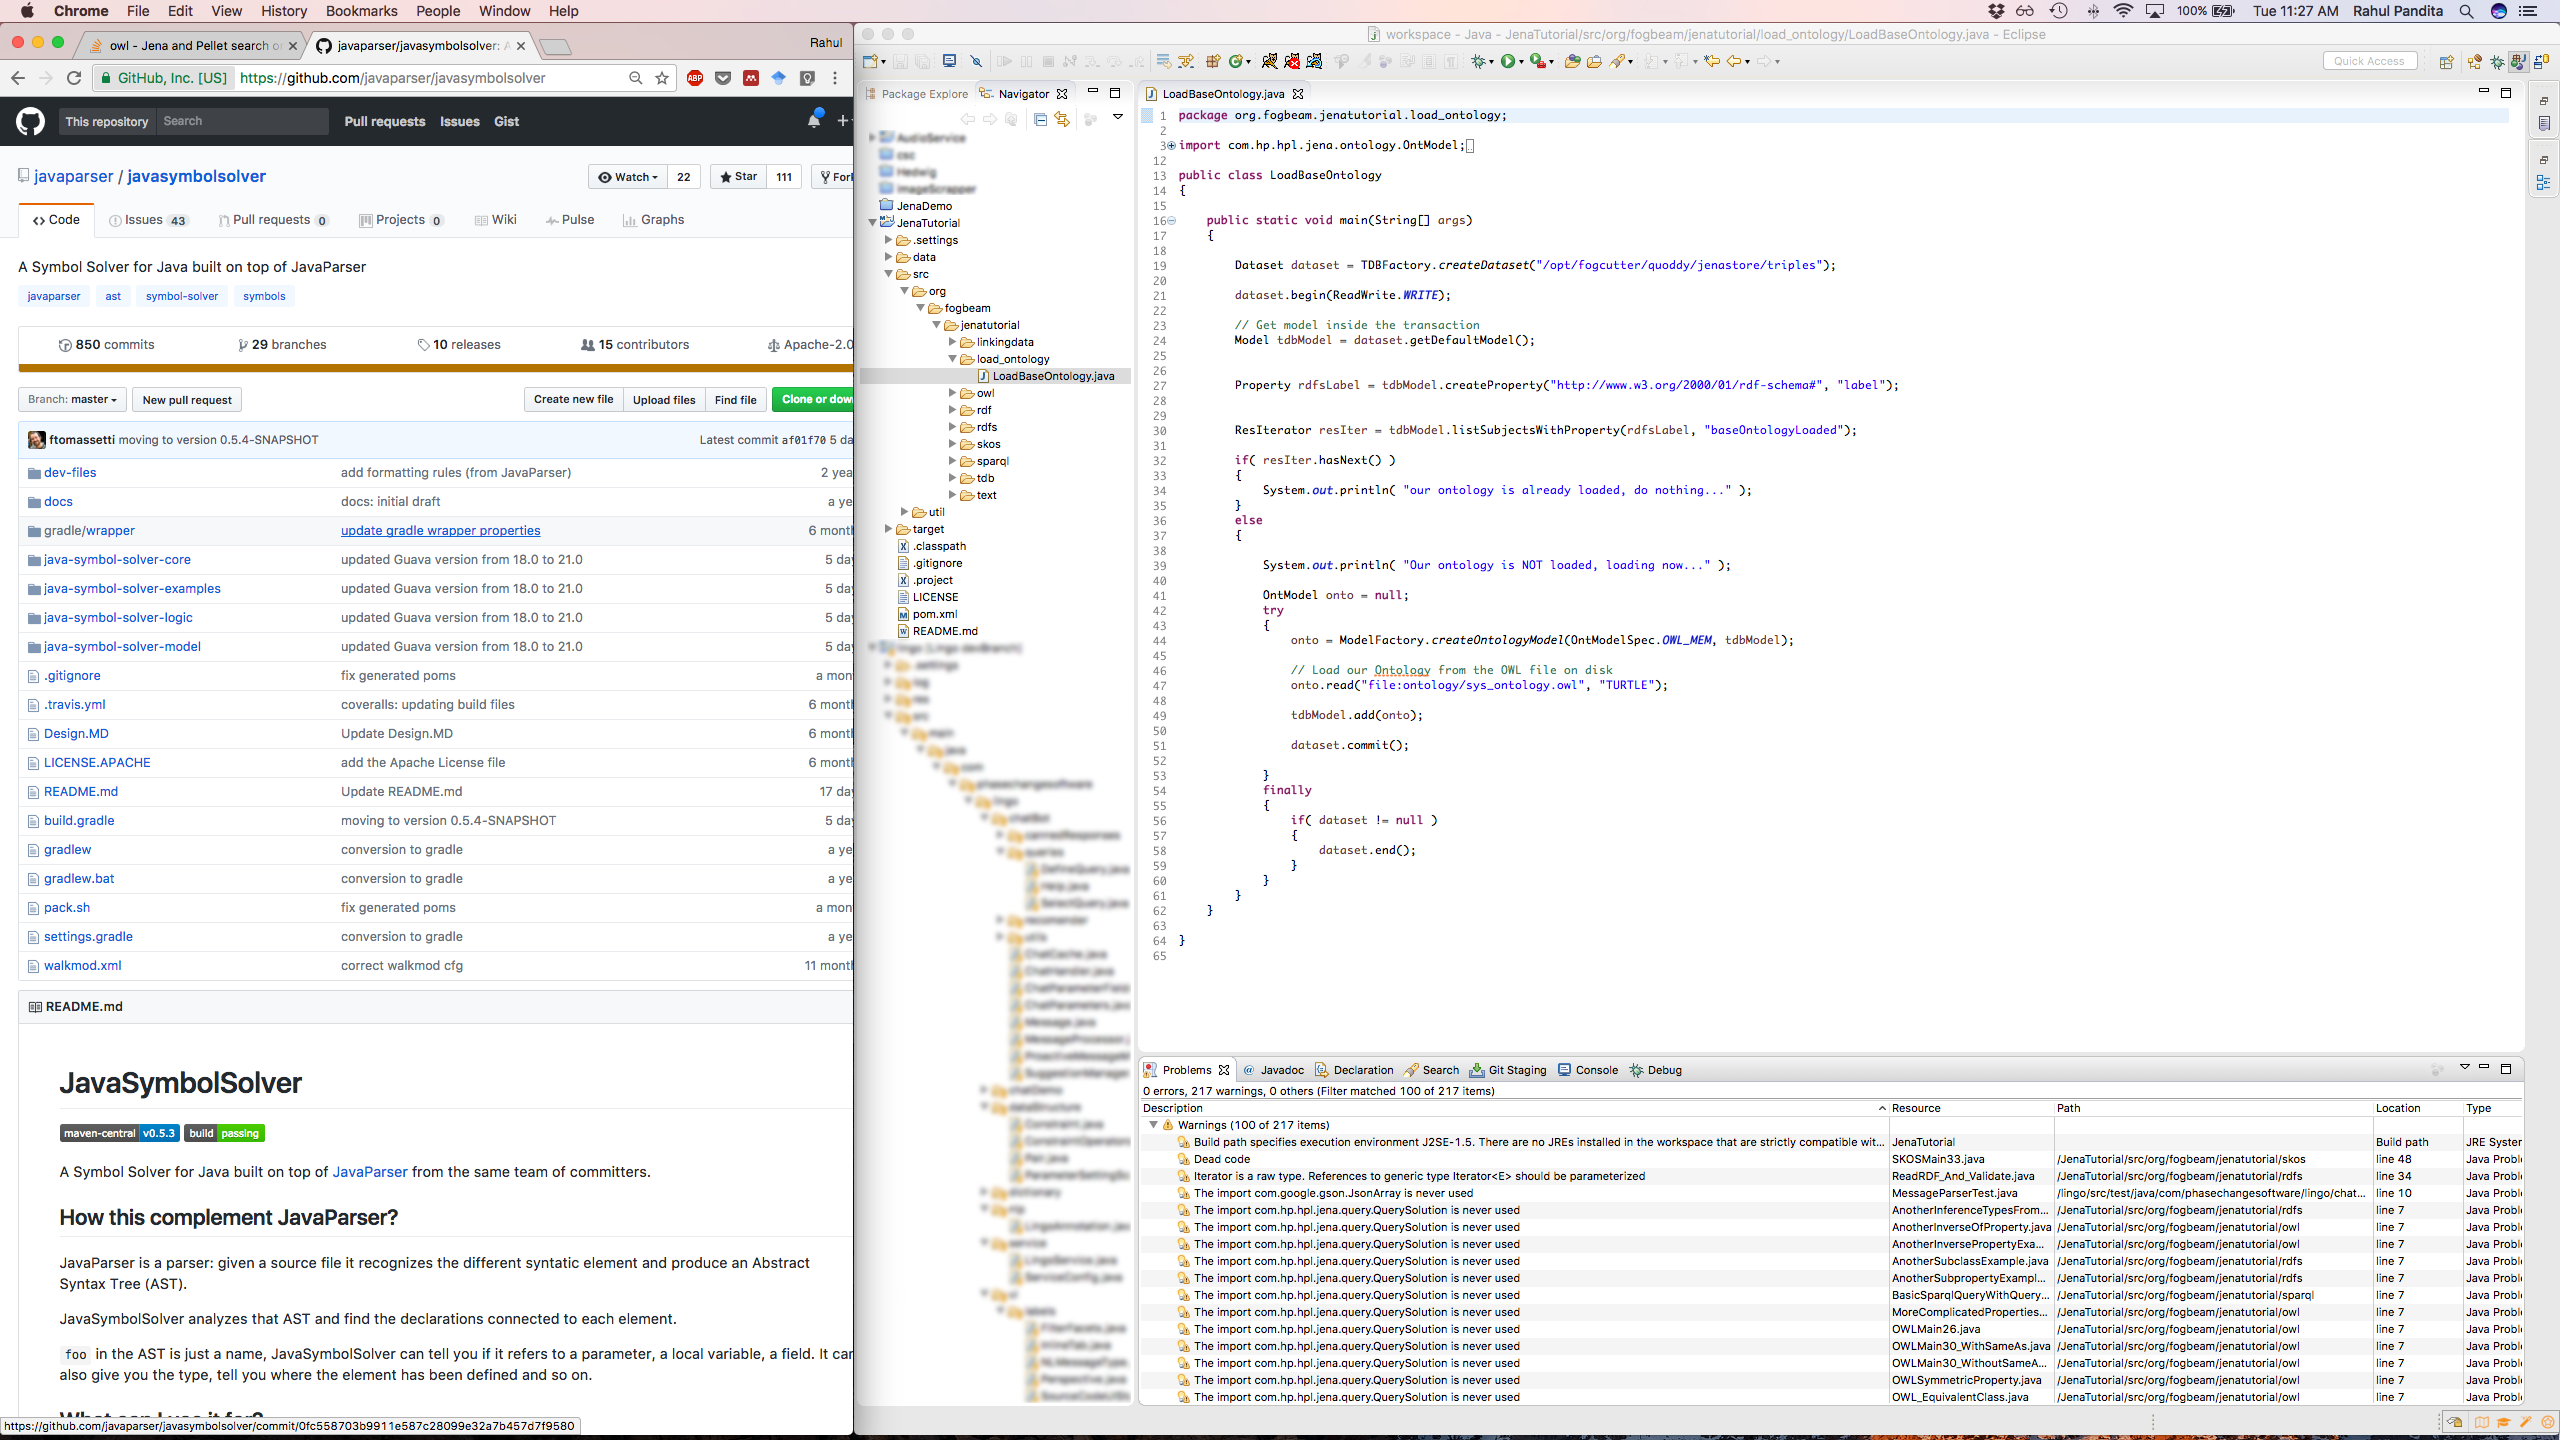 Chrome File Edit View History Bookmarks People Window Help
100% Tue 11:27 AM Rahul Pandita
owl - Jena and Pellet search o
javaparser/javasymbolsolver: A
Rahul
GitHub, Inc. [US] https://github.com/javaparser/javasymbolsolver
This repository Search Pull requests Issues Gist
javaparser / javasymbolsolver
Watch 22 Star 111 For
Code Issues 43 Pull requests 0 Projects 0 Wiki Pulse Graphs
A Symbol Solver for Java built on top of JavaParser
javaparser ast symbol-solver symbols
850 commits 29 branches 10 releases 15 contributors Apache-2.0
Branch: master New pull request Create new file Upload files Find file Clone or dow
ftomassetti moving to version 0.5.4-SNAPSHOT Latest commit af01f70 5 da
dev-files add formatting rules (from JavaParser) 2 yea
docs docs: initial draft a ye
gradle/wrapper update gradle wrapper properties 6 mont
java-symbol-solver-core updated Guava version from 18.0 to 21.0 5 da
java-symbol-solver-examples updated Guava version from 18.0 to 21.0 5 da
java-symbol-solver-logic updated Guava version from 18.0 to 21.0 5 da
java-symbol-solver-model updated Guava version from 18.0 to 21.0 5 da
.gitignore fix generated poms a mon
.travis.yml coveralls: updating build files 6 mont
Design.MD Update Design.MD 6 mont
LICENSE.APACHE add the Apache License file 6 mont
README.md Update README.md 17 day
build.gradle moving to version 0.5.4-SNAPSHOT 5 day
gradlew conversion to gradle a ye
gradlew.bat conversion to gradle a ye
pack.sh fix generated poms a mon
settings.gradle conversion to gradle a ye
walkmod.xml correct walkmod cfg 11 mont
README.md
JavaSymbolSolver
maven-central v0.5.3 build passing
A Symbol Solver for Java built on top of JavaParser from the same team of committers.
How this complement JavaParser?
JavaParser is a parser: given a source file it recognizes the different syntatic element and produce an Abstract
Syntax Tree (AST).
JavaSymbolSolver analyzes that AST and find the declarations connected to each element.
foo in the AST is just a name, JavaSymbolSolver can tell you if it refers to a parameter, a local variable, a field. It can
also give you the type, tell you where the element has been defined and so on.
What can I use it for?
https://github.com/javaparser/javasymbolsolver/commit/0fc558703b9911e587c28099e32a7b457d7f9580
workspace - Java - JenaTutorial/src/org/fogbeam/jenatutorial/load_ontology/LoadBaseOntology.java - Eclipse
Quick Access
Package Explorer Navigator
JenaDemo
JenaTutorial
.settings
data
src
org
fogbeam
jenatutorial
linkingdata
load_ontology
LoadBaseOntology.java
owl
rdf
rdfs
skos
sparql
tdb
text
util
target
.classpath
.gitignore
.project
LICENSE
pom.xml
README.md
LoadBaseOntology.java
1 package org.fogbeam.jenatutorial.load_ontology;
2
3 import com.hp.hpl.jena.ontology.OntModel;
12
13 public class LoadBaseOntology
14 {
15
16 public static void main(String[] args)
17 {
18
19 Dataset dataset = TDBFactory.createDataset("/opt/fogcutter/quoddy/jenastore/triples");
20
21 dataset.begin(ReadWrite.WRITE);
22
23 // Get model inside the transaction
24 Model tdbModel = dataset.getDefaultModel();
25
26
27 Property rdfsLabel = tdbModel.createProperty("http://www.w3.org/2000/01/rdf-schema#", "label");
28
29
30 ResIterator resIter = tdbModel.listSubjectsWithProperty(rdfsLabel, "baseOntologyLoaded");
31
32 if( resIter.hasNext() )
33 {
34 System.out.println( "our ontology is already loaded, do nothing..." );
35 }
36 else
37 {
38
39 System.out.println( "Our ontology is NOT loaded, loading now..." );
40
41 OntModel onto = null;
42 try
43 {
44 onto = ModelFactory.createOntologyModel(OntModelSpec.OWL_MEM, tdbModel);
45
46 // Load our Ontology from the OWL file on disk
47 onto.read("file:ontology/sys_ontology.owl", "TURTLE");
48
49 tdbModel.add(onto);
50
51 dataset.commit();
52
53 }
54 finally
55 {
56 if( dataset != null )
57 {
58 dataset.end();
59 }
60 }
61 }
62 }
63
64 }
65
Problems Javadoc Declaration Search Git Staging Console Debug
0 errors, 217 warnings, 0 others (Filter matched 100 of 217 items)
Description Resource Path Location Type
Warnings (100 of 217 items)
Build path specifies execution environment J2SE-1.5. There are no JREs installed in the workspace that are strictly compatible wit... JenaTutorial Build path JRE System
Dead code SKOSMain33.java /JenaTutorial/src/org/fogbeam/jenatutorial/skos line 48 Java Proble
Iterator is a raw type. References to generic type Iterator<E> should be parameterized ReadRDF_And_Validate.java /JenaTutorial/src/org/fogbeam/jenatutorial/rdfs line 34 Java Proble
The import com.google.gson.JsonArray is never used MessageParserTest.java /lingo/src/test/java/com/phasechangesoftware/lingo/chat... line 10 Java Proble
The import com.hp.hpl.jena.query.QuerySolution is never used AnotherInferenceTypesFrom... /JenaTutorial/src/org/fogbeam/jenatutorial/rdfs line 7 Java Proble
The import com.hp.hpl.jena.query.QuerySolution is never used AnotherInverseOfProperty.java /JenaTutorial/src/org/fogbeam/jenatutorial/owl line 7 Java Proble
The import com.hp.hpl.jena.query.QuerySolution is never used AnotherInversePropertyExa... /JenaTutorial/src/org/fogbeam/jenatutorial/owl line 7 Java Proble
The import com.hp.hpl.jena.query.QuerySolution is never used AnotherSubclassExample.java /JenaTutorial/src/org/fogbeam/jenatutorial/rdfs line 7 Java Proble
The import com.hp.hpl.jena.query.QuerySolution is never used AnotherSubpropertyExampl... /JenaTutorial/src/org/fogbeam/jenatutorial/rdfs line 7 Java Proble
The import com.hp.hpl.jena.query.QuerySolution is never used BasicSparqlQueryWithQuery... /JenaTutorial/src/org/fogbeam/jenatutorial/sparql line 7 Java Proble
The import com.hp.hpl.jena.query.QuerySolution is never used MoreComplicatedProperties... /JenaTutorial/src/org/fogbeam/jenatutorial/owl line 7 Java Proble
The import com.hp.hpl.jena.query.QuerySolution is never used OWLMain26.java /JenaTutorial/src/org/fogbeam/jenatutorial/owl line 7 Java Proble
The import com.hp.hpl.jena.query.QuerySolution is never used OWLMain30_WithSameAs.java /JenaTutorial/src/org/fogbeam/jenatutorial/owl line 7 Java Proble
The import com.hp.hpl.jena.query.QuerySolution is never used OWLMain30_WithoutSameA... /JenaTutorial/src/org/fogbeam/jenatutorial/owl line 7 Java Proble
The import com.hp.hpl.jena.query.QuerySolution is never used OWLSymmetricProperty.java /JenaTutorial/src/org/fogbeam/jenatutorial/owl line 7 Java Proble
The import com.hp.hpl.jena.query.QuerySolution is never used OWL_EquivalentClass.java /JenaTutorial/src/org/fogbeam/jenatutorial/owl line 7 Java Proble